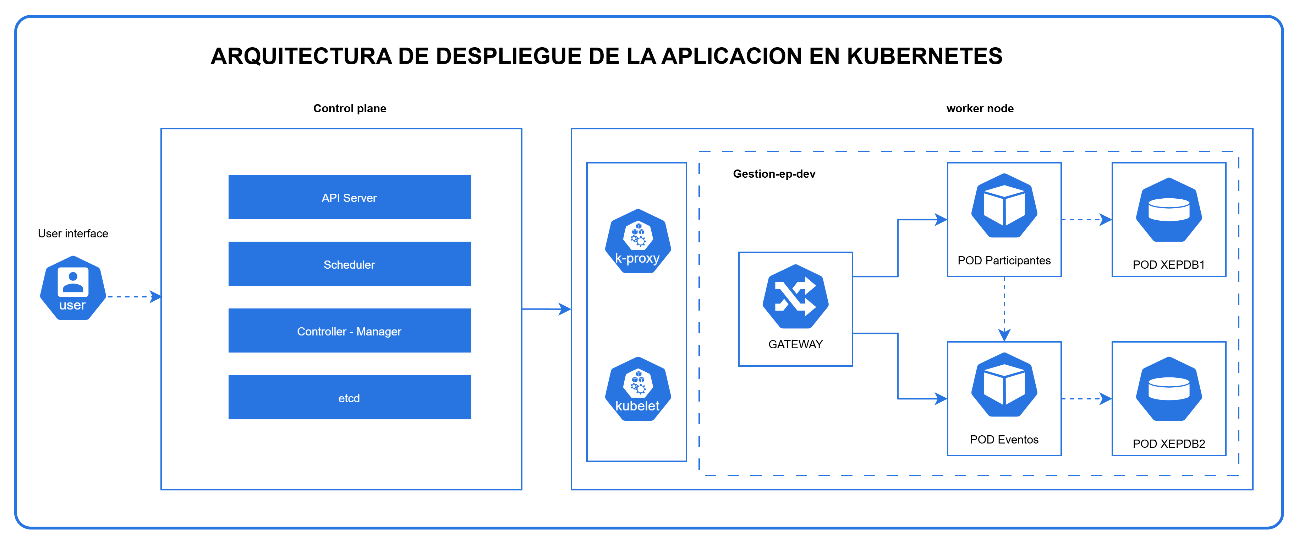 ARQUITECTURA DE DESPLIEGUE DE LA APLICACION EN KUBERNETES
Control plane
worker node
User interface
user
API Server
Scheduler
Controller - Manager
etcd
k-proxy
kubelet
Gestion-ep-dev
GATEWAY
POD Participantes
POD XEPDB1
POD Eventos
POD XEPDB2